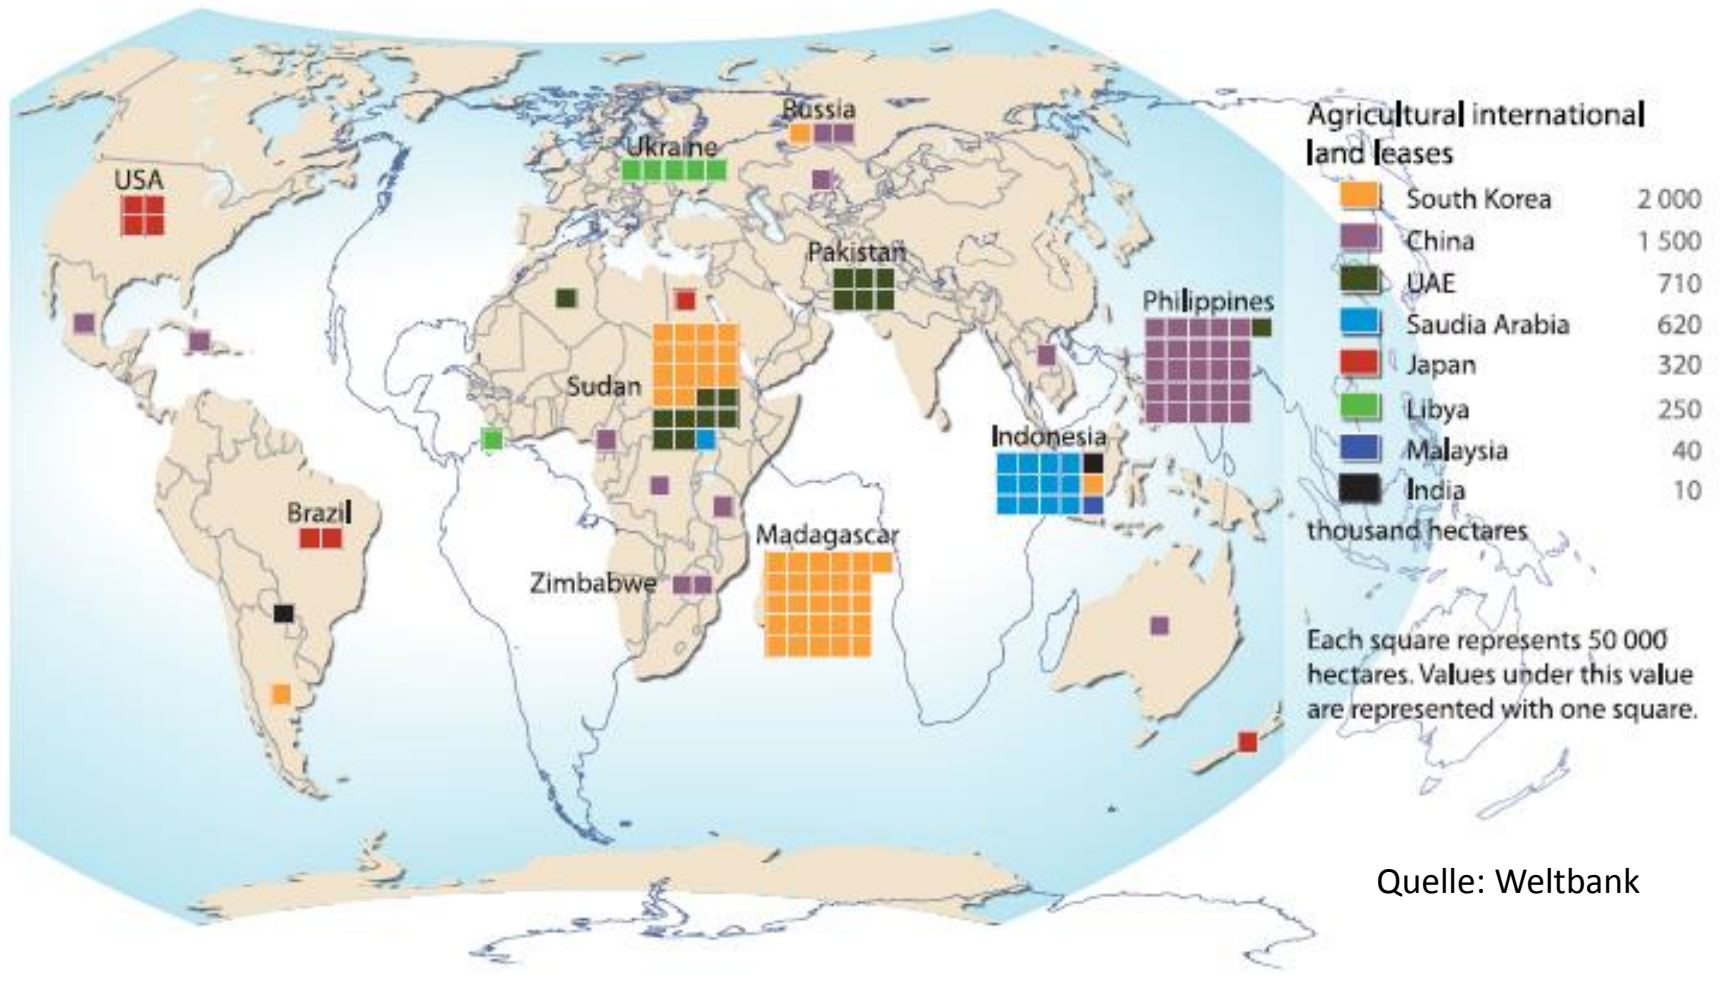 Russia
Ukraine
USA
Pakistan
Philippines
Sudan
Indonesia
Brazil
Madagascar
Zimbabwe
Agricultural international
land leases
South Korea 2 000
China 1 500
UAE 710
Saudia Arabia 620
Japan 320
Libya 250
Malaysia 40
India 10
thousand hectares
Each square represents 50 000
hectares. Values under this value
are represented with one square.
Quelle: Weltbank